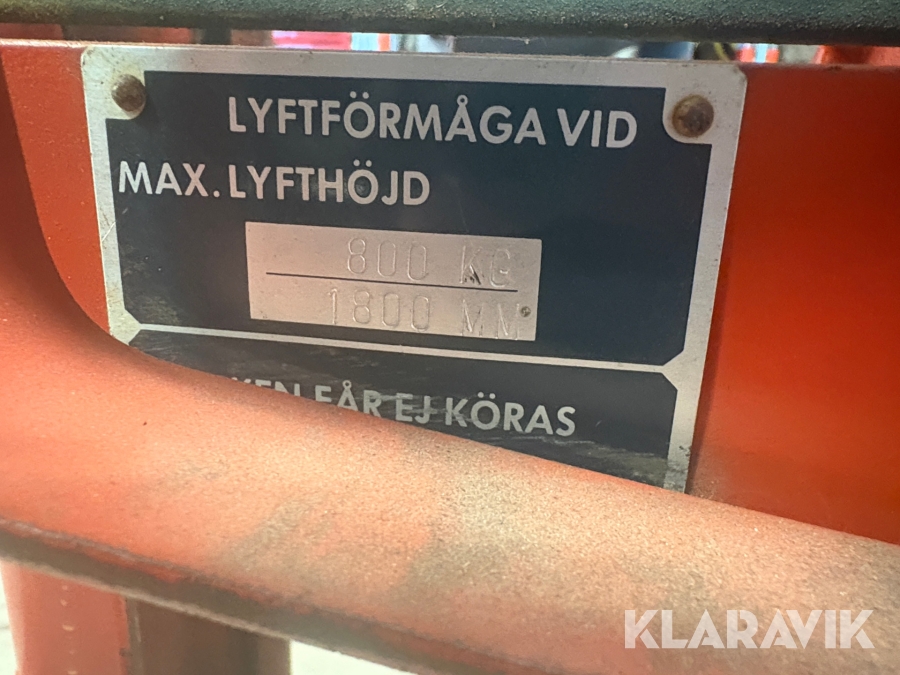 LYFTFÖRMÅGA VID
MAX. LYFTHÖJD
800 KG
1800 MM
FÅR EJ KÖRAS
KLARAVIK